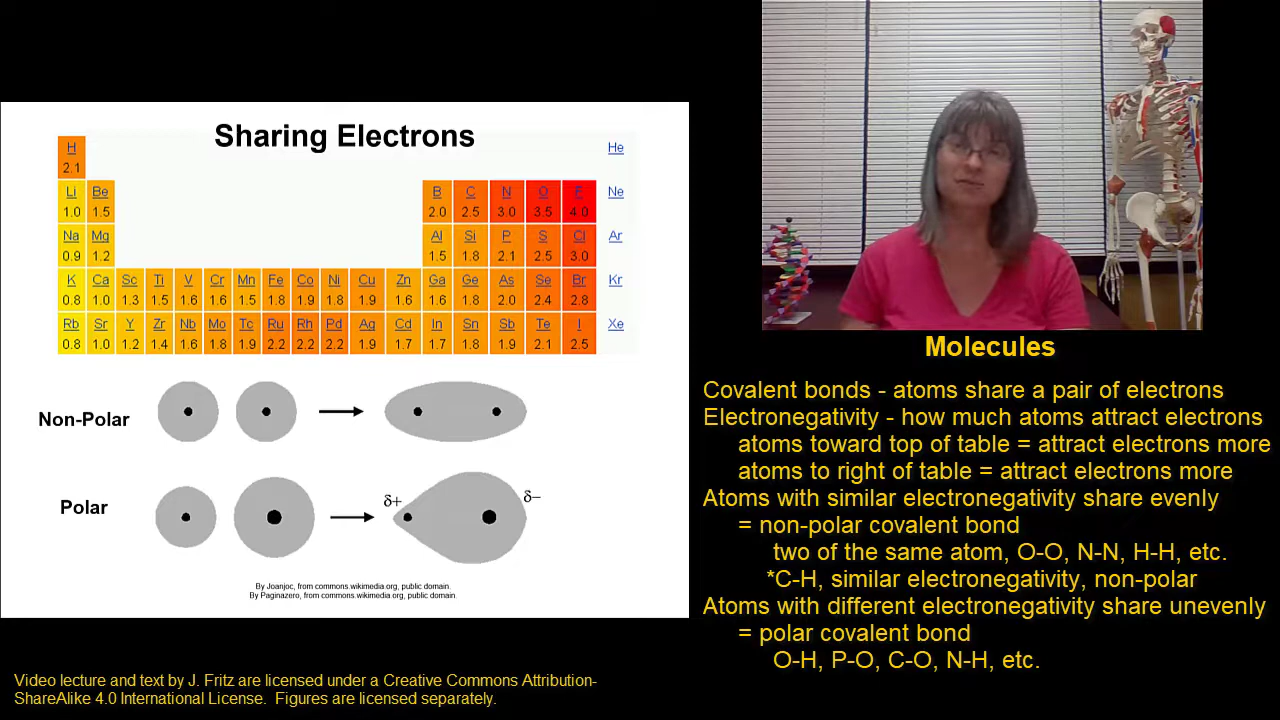 Sharing Electrons
H He
2.1
Li Be B C N O F Ne
1.0 1.5 2.0 2.5 3.0 3.5 4.0
Na Mg Al Si P S Cl Ar
0.9 1.2 1.5 1.8 2.1 2.5 3.0
K Ca Sc Ti V Cr Mn Fe Co Ni Cu Zn Ga Ge As Se Br Kr
0.8 1.0 1.3 1.5 1.6 1.6 1.5 1.8 1.9 1.8 1.9 1.6 1.6 1.8 2.0 2.4 2.8
Rb Sr Y Zr Nb Mo Tc Ru Rh Pd Ag Cd In Sn Sb Te I Xe
0.8 1.0 1.2 1.4 1.6 1.8 1.9 2.2 2.2 2.2 1.9 1.7 1.7 1.8 1.9 2.1 2.5
Non-Polar
Polar
δ+ δ−
By Joanjoc, from commons.wikimedia org, public domain.
By Paginazero, from commons.wikimedia org, public domain.
Molecules
Covalent bonds - atoms share a pair of electrons
Electronegativity - how much atoms attract electrons
atoms toward top of table = attract electrons more
atoms to right of table = attract electrons more
Atoms with similar electronegativity share evenly
= non-polar covalent bond
two of the same atom, O-O, N-N, H-H, etc.
*C-H, similar electronegativity, non-polar
Atoms with different electronegativity share unevenly
= polar covalent bond
O-H, P-O, C-O, N-H, etc.
Video lecture and text by J. Fritz are licensed under a Creative Commons Attribution-
ShareAlike 4.0 International License.  Figures are licensed separately.